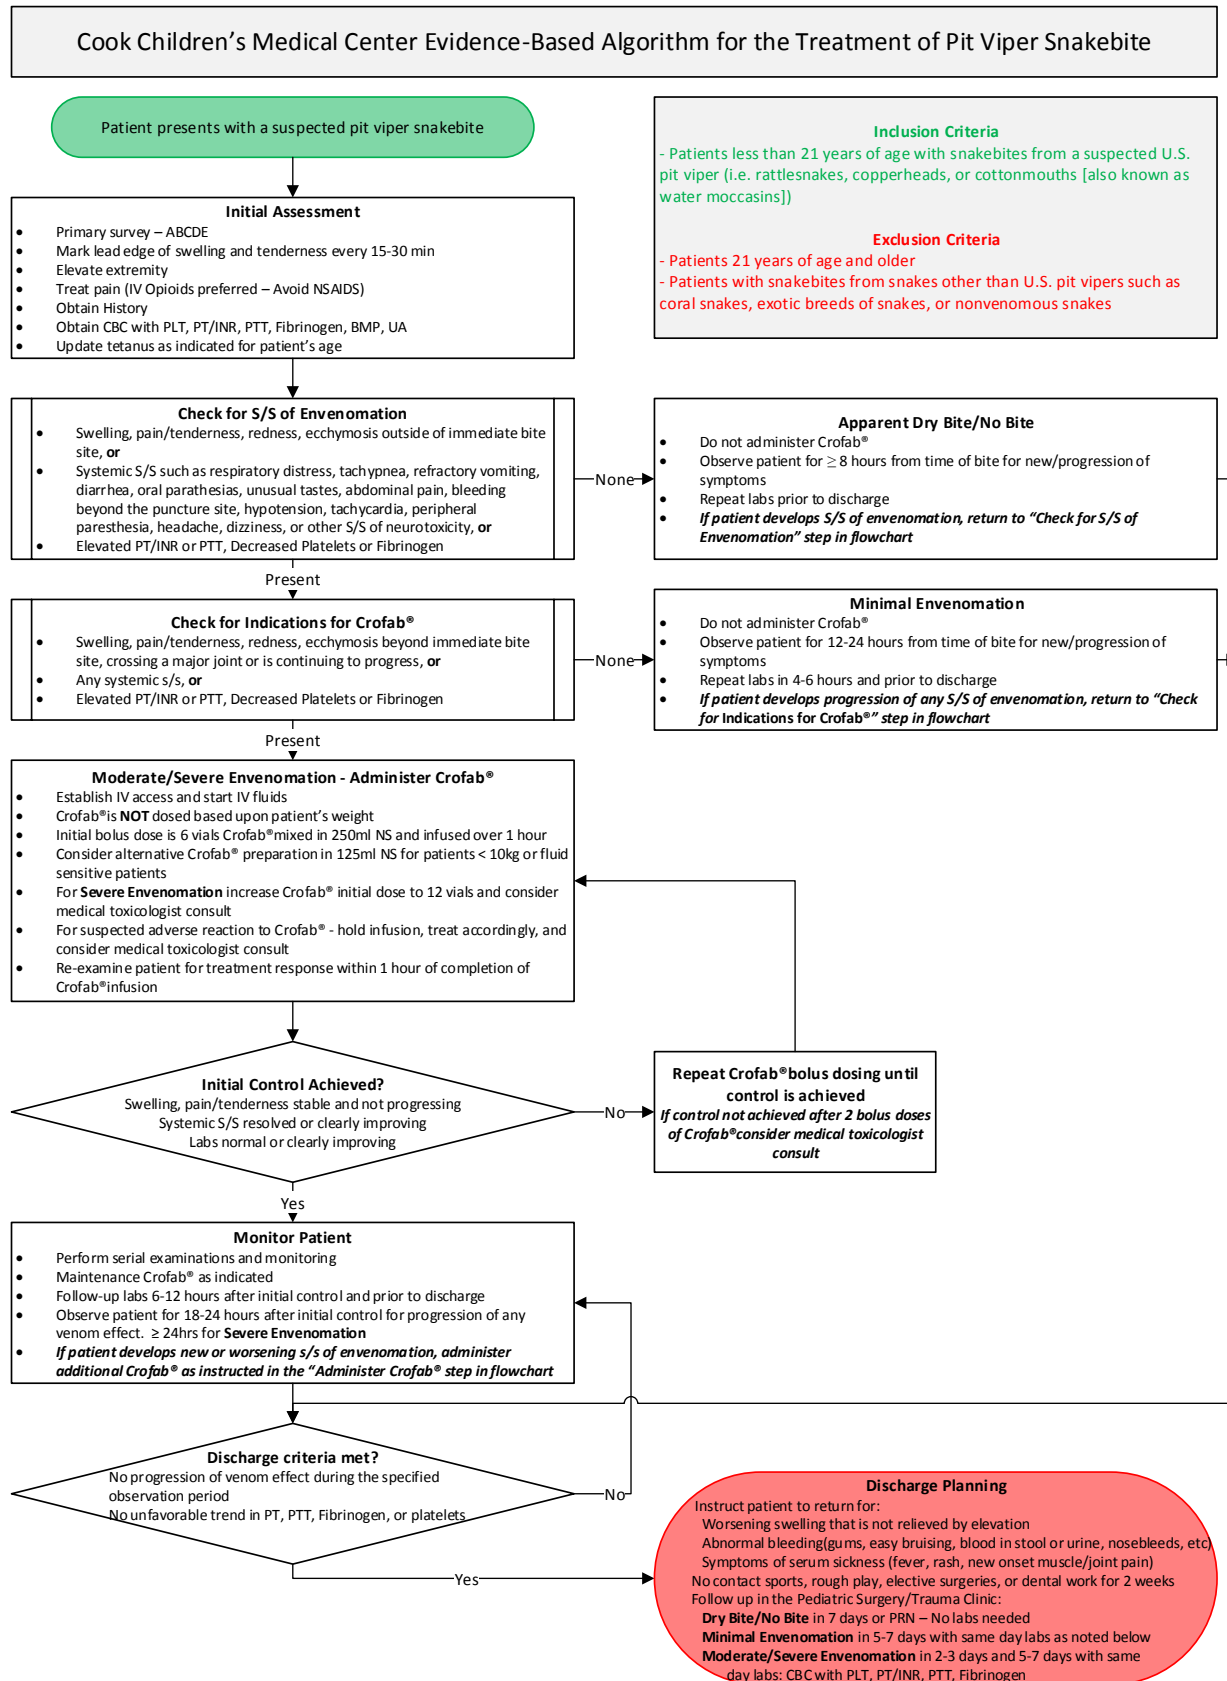 Cook Children's Medical Center Evidence-Based Algorithm for the Treatment of Pit Viper Snakebite
Patient presents with a suspected pit viper snakebite
Inclusion Criteria
- Patients less than 21 years of age with snakebites from a suspected U.S.
pit viper (i.e. rattlesnakes, copperheads, or cottonmouths [also known as
water moccasins])
Exclusion Criteria
- Patients 21 years of age and older
- Patients with snakebites from snakes other than U.S. pit vipers such as
coral snakes, exotic breeds of snakes, or nonvenomous snakes
Initial Assessment
• Primary survey – ABCDE
• Mark lead edge of swelling and tenderness every 15-30 min
• Elevate extremity
• Treat pain (IV Opioids preferred – Avoid NSAIDS)
• Obtain History
• Obtain CBC with PLT, PT/INR, PTT, Fibrinogen, BMP, UA
• Update tetanus as indicated for patient's age
Check for S/S of Envenomation
• Swelling, pain/tenderness, redness, ecchymosis outside of immediate bite
site, or
• Systemic S/S such as respiratory distress, tachypnea, refractory vomiting,
diarrhea, oral parathesias, unusual tastes, abdominal pain, bleeding
beyond the puncture site, hypotension, tachycardia, peripheral
paresthesia, headache, dizziness, or other S/S of neurotoxicity, or
• Elevated PT/INR or PTT, Decreased Platelets or Fibrinogen
None
Apparent Dry Bite/No Bite
• Do not administer Crofab®
• Observe patient for ≥ 8 hours from time of bite for new/progression of
symptoms
• Repeat labs prior to discharge
• If patient develops S/S of envenomation, return to "Check for S/S of
Envenomation" step in flowchart
Present
Check for Indications for Crofab®
• Swelling, pain/tenderness, redness, ecchymosis beyond immediate bite
site, crossing a major joint or is continuing to progress, or
• Any systemic s/s, or
• Elevated PT/INR or PTT, Decreased Platelets or Fibrinogen
None
Minimal Envenomation
• Do not administer Crofab®
• Observe patient for 12-24 hours from time of bite for new/progression of
symptoms
• Repeat labs in 4-6 hours and prior to discharge
• If patient develops progression of any S/S of envenomation, return to "Check
for Indications for Crofab®" step in flowchart
Present
Moderate/Severe Envenomation - Administer Crofab®
• Establish IV access and start IV fluids
• Crofab®is NOT dosed based upon patient's weight
• Initial bolus dose is 6 vials Crofab®mixed in 250ml NS and infused over 1 hour
• Consider alternative Crofab® preparation in 125ml NS for patients < 10kg or fluid
sensitive patients
• For Severe Envenomation increase Crofab® initial dose to 12 vials and consider
medical toxicologist consult
• For suspected adverse reaction to Crofab® - hold infusion, treat accordingly, and
consider medical toxicologist consult
• Re-examine patient for treatment response within 1 hour of completion of
Crofab®infusion
Initial Control Achieved?
Swelling, pain/tenderness stable and not progressing
Systemic S/S resolved or clearly improving
Labs normal or clearly improving
No
Repeat Crofab®bolus dosing until
control is achieved
If control not achieved after 2 bolus doses
of Crofab®consider medical toxicologist
consult
Yes
Monitor Patient
• Perform serial examinations and monitoring
• Maintenance Crofab® as indicated
• Follow-up labs 6-12 hours after initial control and prior to discharge
• Observe patient for 18-24 hours after initial control for progression of any
venom effect. ≥ 24hrs for Severe Envenomation
• If patient develops new or worsening s/s of envenomation, administer
additional Crofab® as instructed in the "Administer Crofab® step in flowchart
Discharge criteria met?
No progression of venom effect during the specified
observation period
No unfavorable trend in PT, PTT, Fibrinogen, or platelets
No
Yes
Discharge Planning
Instruct patient to return for:
Worsening swelling that is not relieved by elevation
Abnormal bleeding(gums, easy bruising, blood in stool or urine, nosebleeds, etc)
Symptoms of serum sickness (fever, rash, new onset muscle/joint pain)
No contact sports, rough play, elective surgeries, or dental work for 2 weeks
Follow up in the Pediatric Surgery/Trauma Clinic:
Dry Bite/No Bite in 7 days or PRN – No labs needed
Minimal Envenomation in 5-7 days with same day labs as noted below
Moderate/Severe Envenomation in 2-3 days and 5-7 days with same
day labs: CBC with PLT, PT/INR, PTT, Fibrinogen